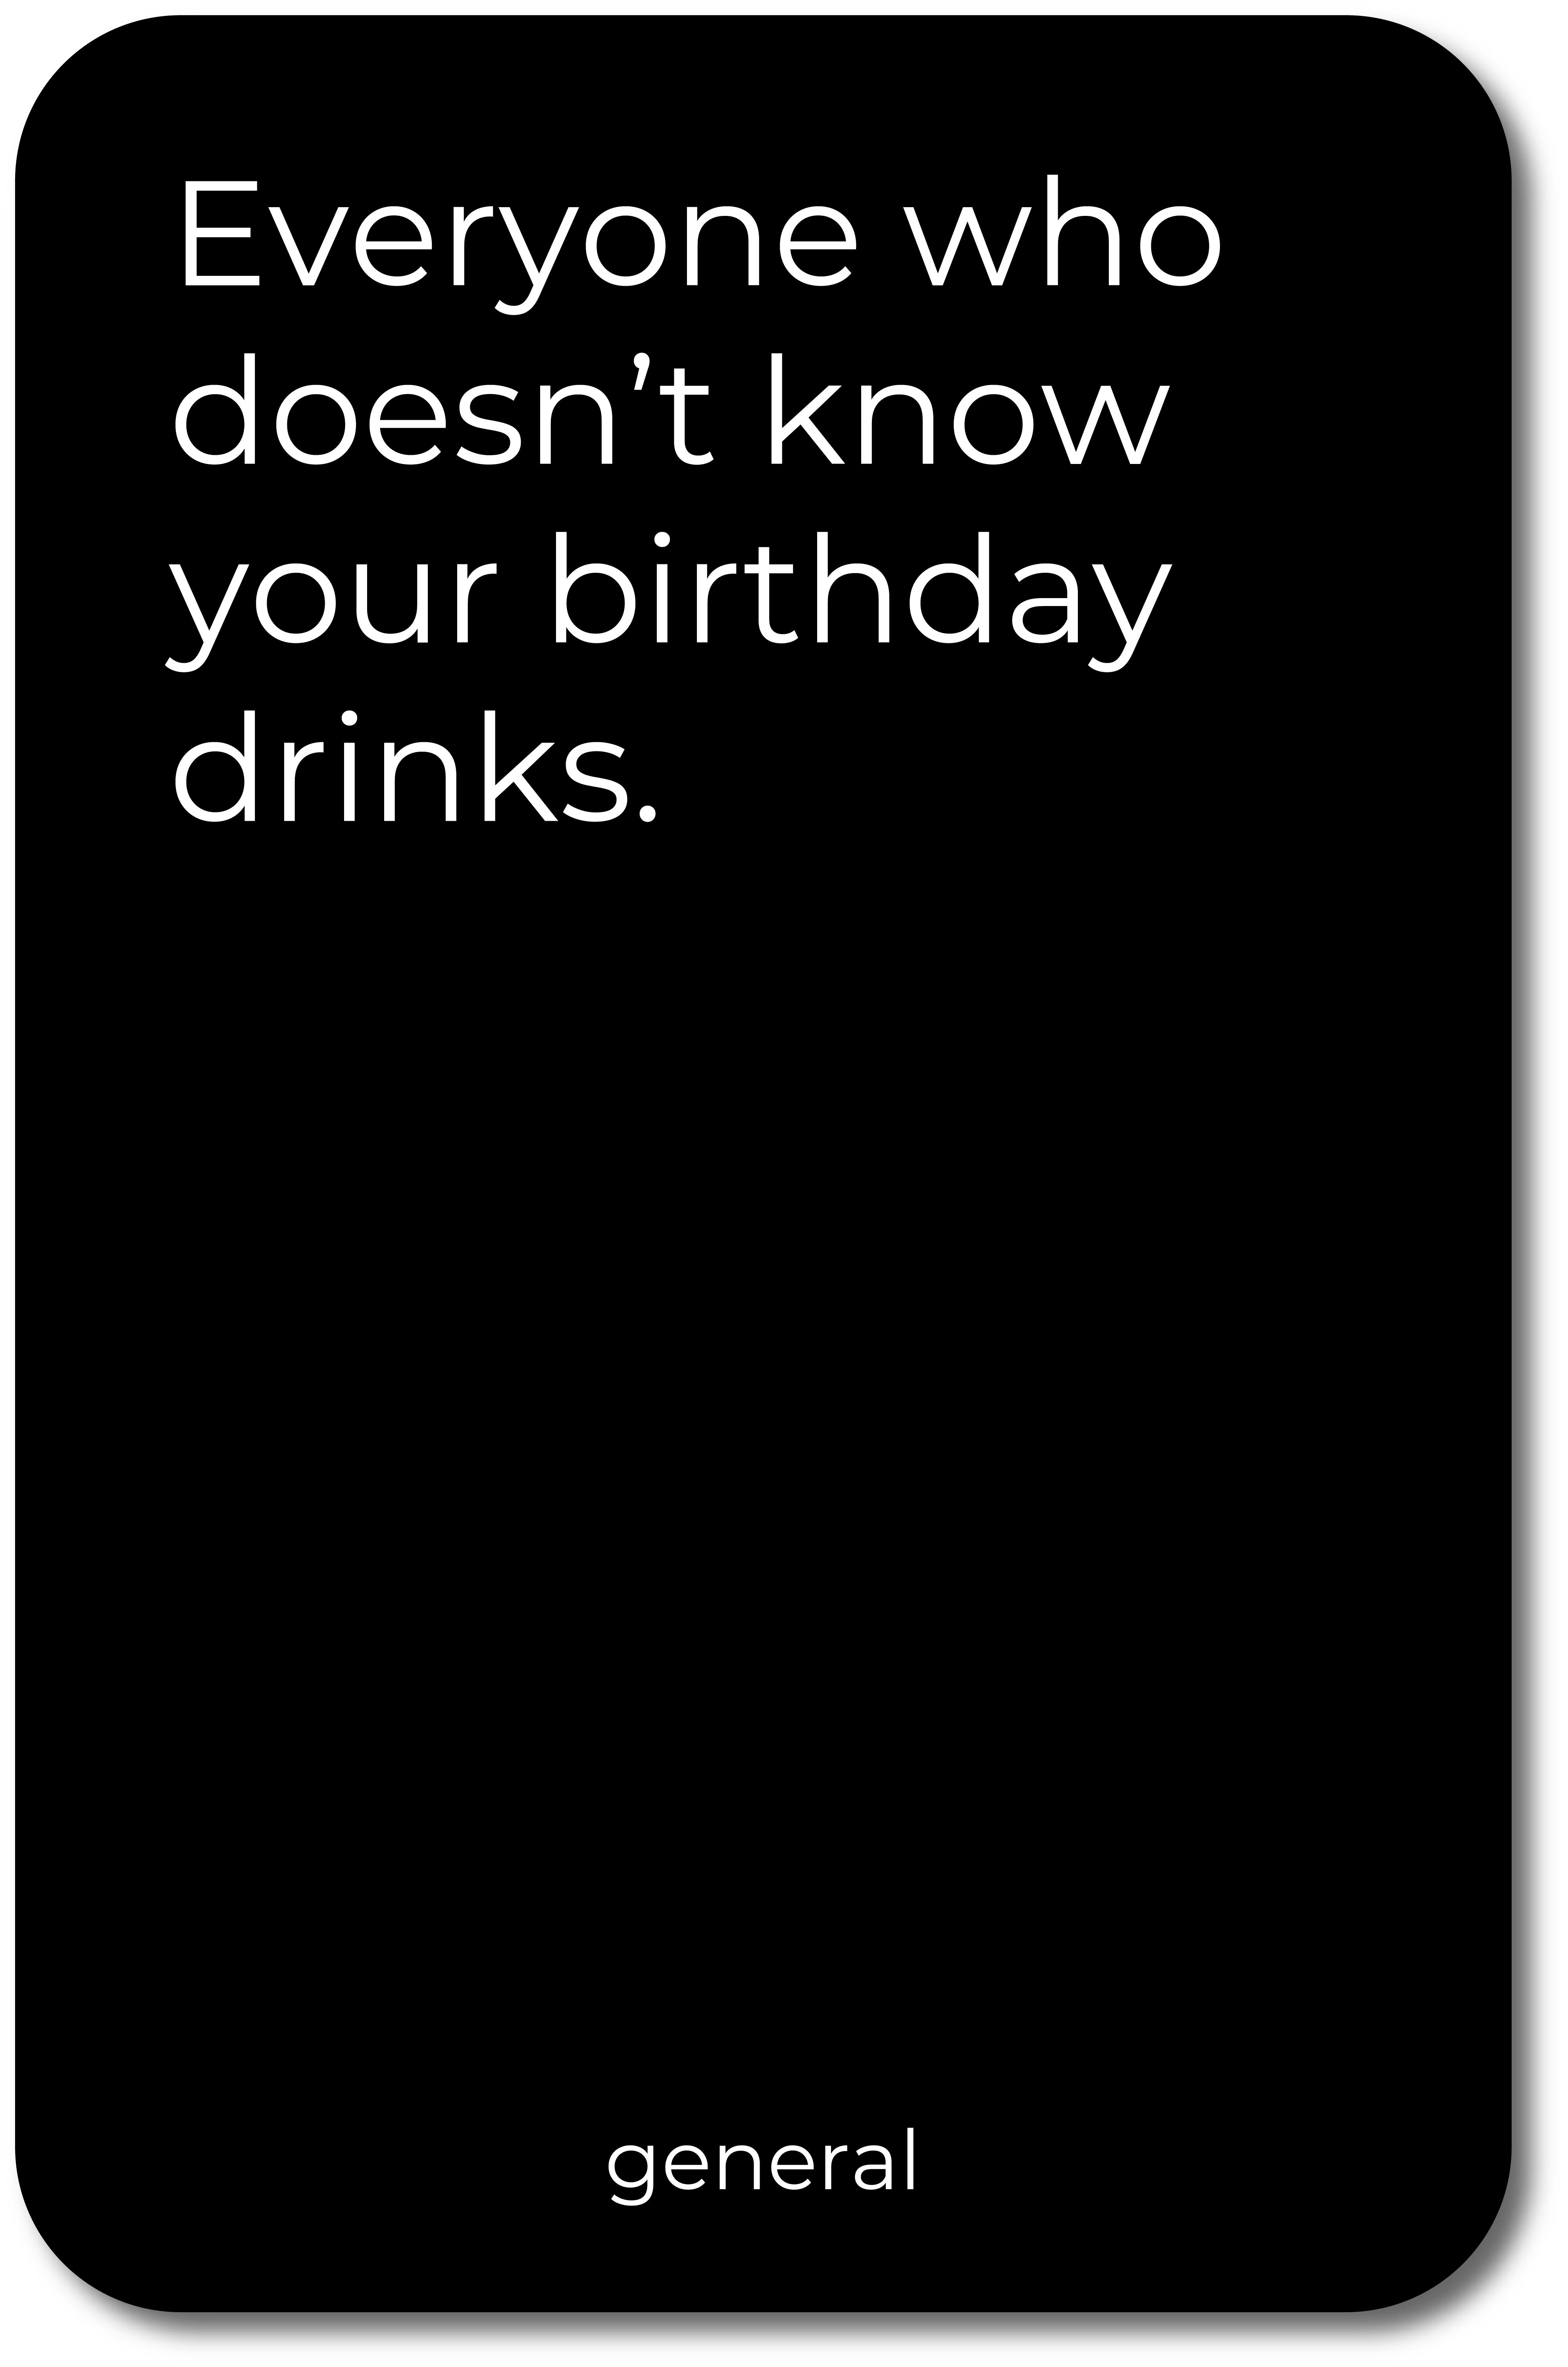 Everyone who
doesn’t know
your birthday
drinks.
general